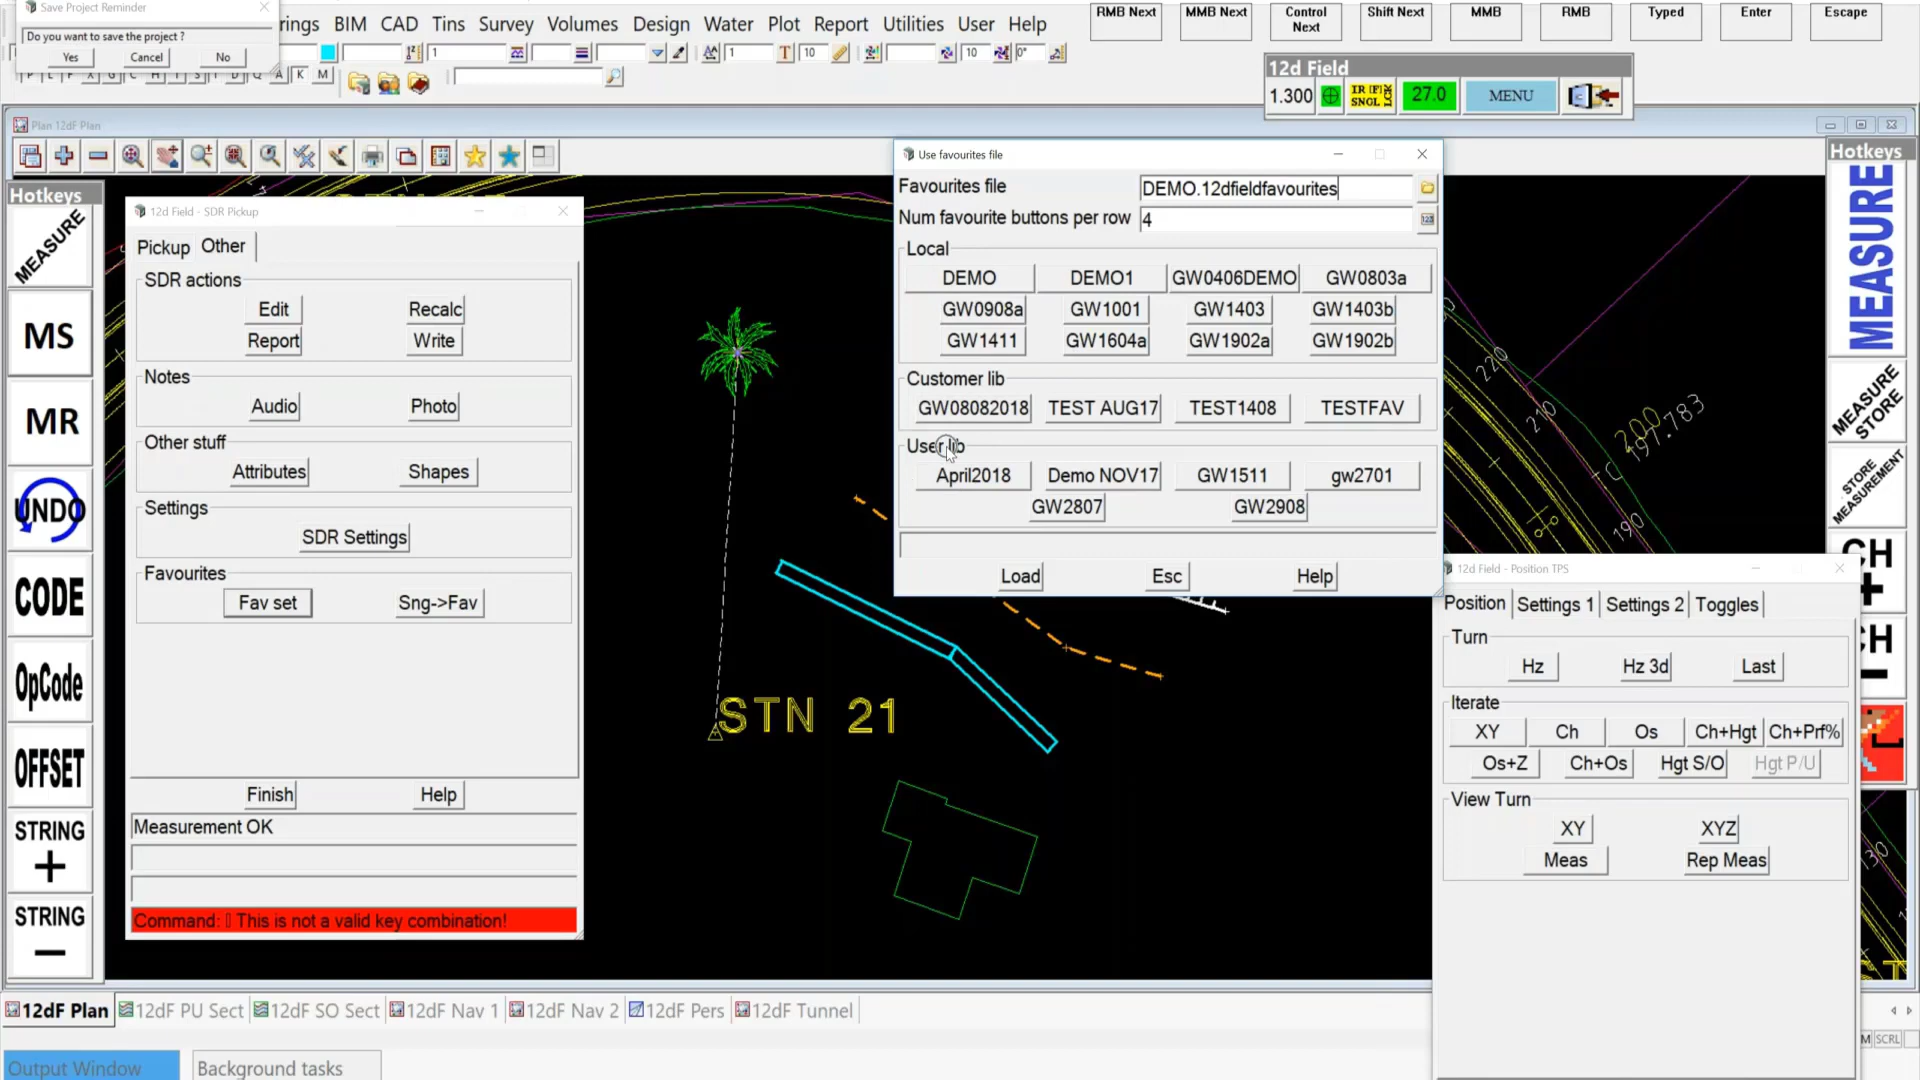 Save Project Reminder
Do you want to save the project ?
Yes Cancel No
rings BIM CAD Tins Survey Volumes Design Water Plot Report Utilities User Help
RMB Next MMB Next Control Next Shift Next MMB RMB Typed Enter Escape
1 1 T 10 10 0°
K M
12d Field
1.300 IR [F] SNOL LCK 27.0 MENU
Plan 12dF Plan
Hotkeys
MEASURE
MS
MR
UNDO
CODE
OpCode
OFFSET
STRING +
STRING –
12d Field - SDR Pickup
Pickup Other
SDR actions
Edit Recalc
Report Write
Notes
Audio Photo
Other stuff
Attributes Shapes
Settings
SDR Settings
Favourites
Fav set Sng->Fav
Finish Help
Measurement OK
Command: This is not a valid key combination!
STN 21
Use favourites file
Favourites file DEMO.12dfieldfavourites
Num favourite buttons per row 4
Local
DEMO DEMO1 GW0406DEMO GW0803a
GW0908a GW1001 GW1403 GW1403b
GW1411 GW1604a GW1902a GW1902b
Customer lib
GW08082018 TEST AUG17 TEST1408 TESTFAV
User lib
April2018 Demo NOV17 GW1511 gw2701
GW2807 GW2908
Load Esc Help
220
210
200
197.783
190
130
Hotkeys
MEASURE
MEASURE STORE
STORE MEASUREMENT
CH +
12d Field - Position TPS
Position Settings 1 Settings 2 Toggles
Turn
Hz Hz 3d Last
Iterate
XY Ch Os Ch+Hgt Ch+Prf%
Os+Z Ch+Os Hgt S/O Hgt P/U
View Turn
XY XYZ
Meas Rep Meas
12dF Plan 12dF PU Sect 12dF SO Sect 12dF Nav 1 12dF Nav 2 12dF Pers 12dF Tunnel
M SCRL
Output Window Background tasks